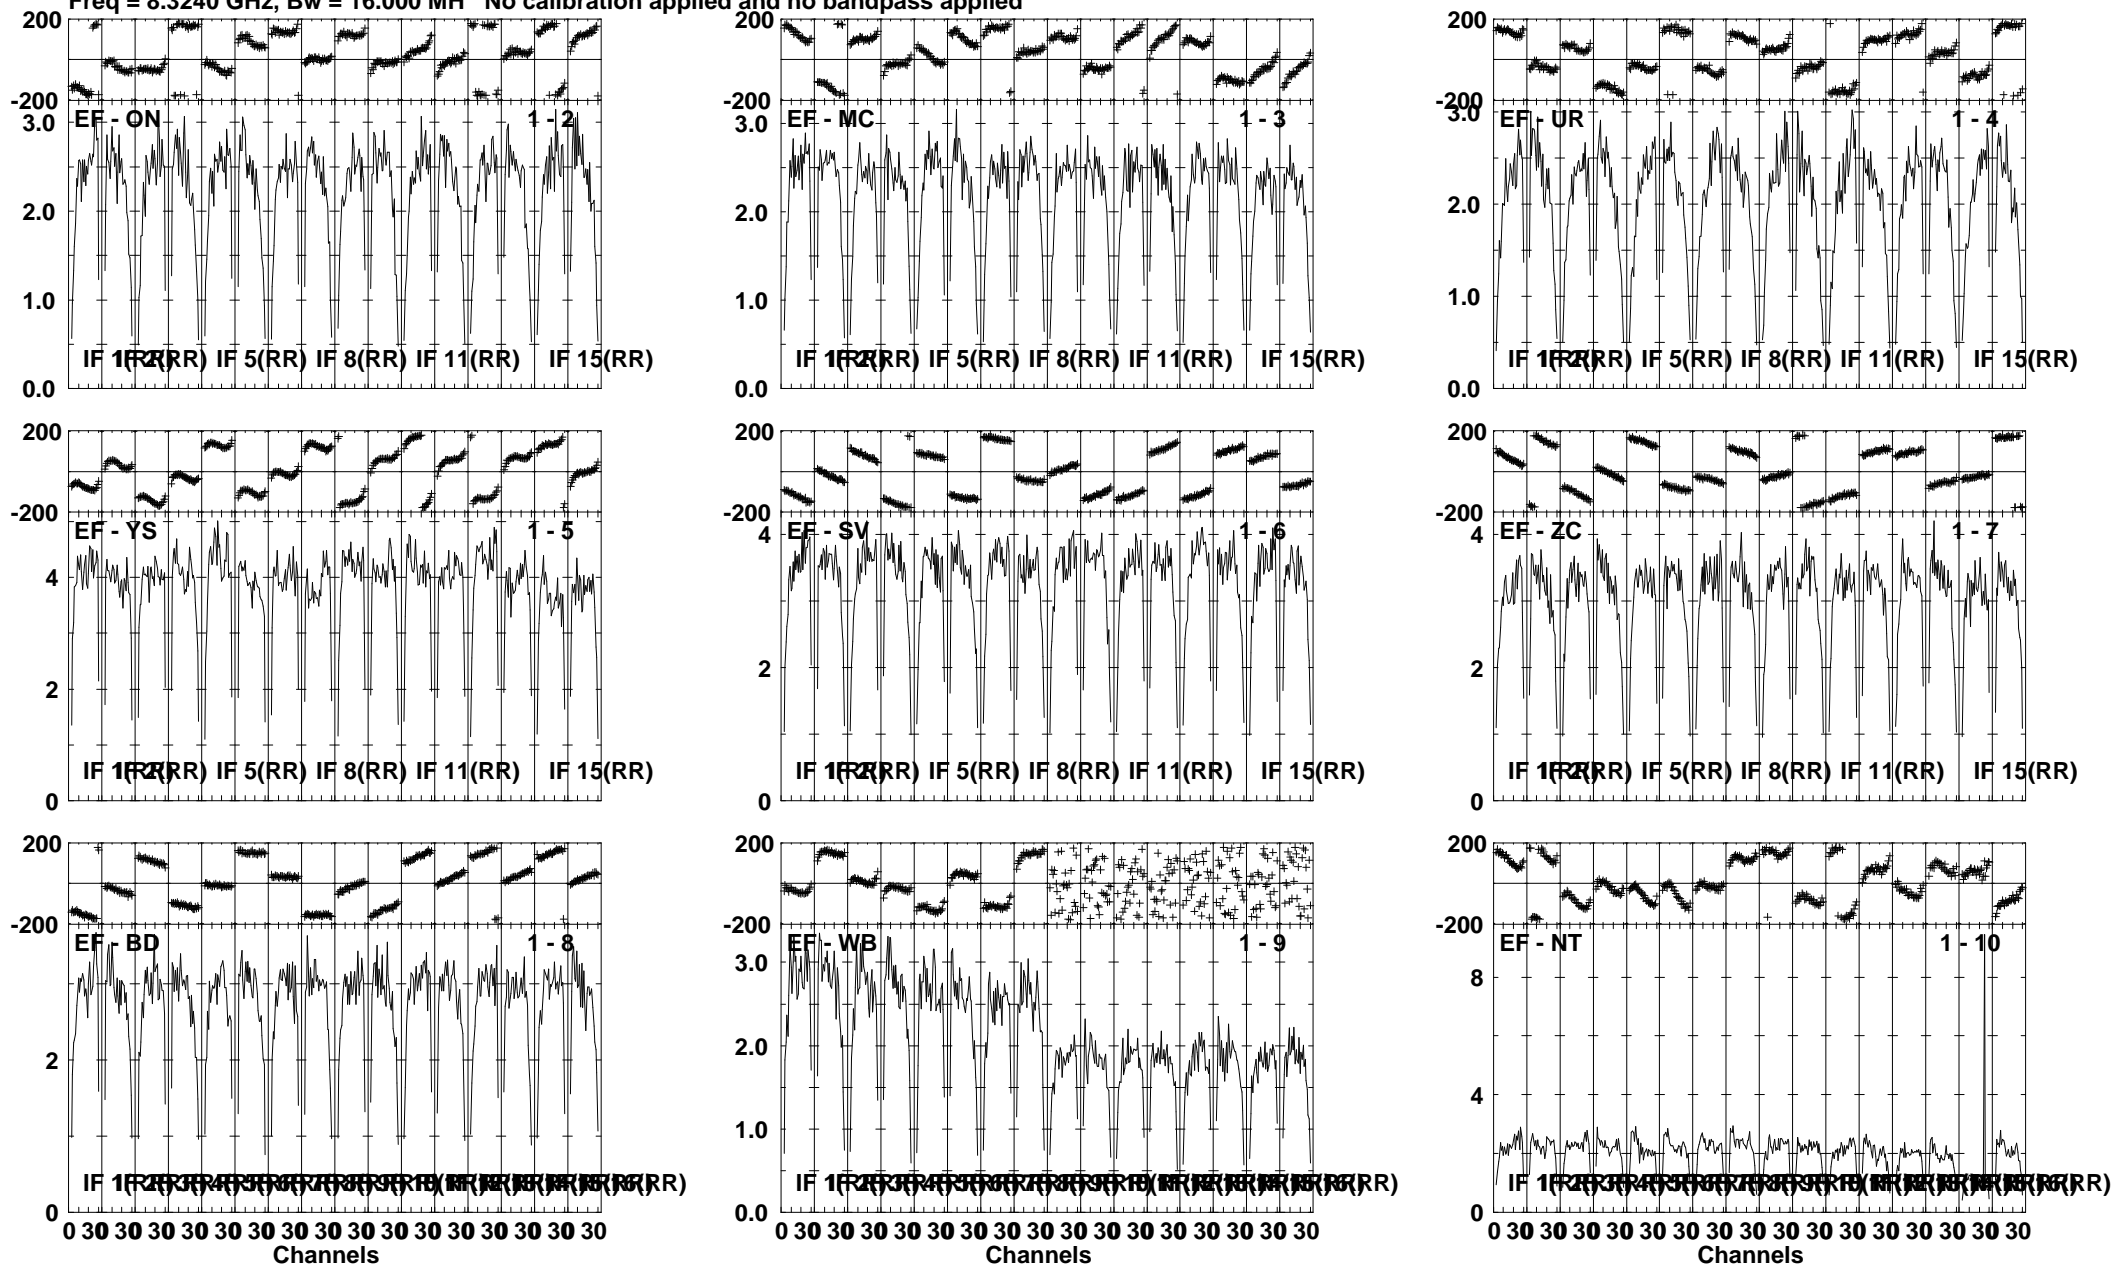 Freq = 8.3240 GHz, Bw = 16.000 MH No calibration applied and no bandpass applied
200
-200
EF - ON 1 - 2
3.0
2.0
1.0
0.0
IF 5(RR) IF 8(RR) IF 11(RR) IF 15(RR)
200
-200
EF - MC 1 - 3
3.0
2.0
1.0
0.0
IF 5(RR) IF 8(RR) IF 11(RR) IF 15(RR)
200
-200
EF - UR 1 - 4
3.0
2.0
1.0
0.0
IF 5(RR) IF 8(RR) IF 11(RR) IF 15(RR)
200
-200
EF - YS 1 - 5
4
2
0
IF 5(RR) IF 8(RR) IF 11(RR) IF 15(RR)
200
-200
EF - SV 1 - 6
4
2
0
IF 5(RR) IF 8(RR) IF 11(RR) IF 15(RR)
200
-200
EF - ZC 1 - 7
4
2
0
IF 5(RR) IF 8(RR) IF 11(RR) IF 15(RR)
200
-200
EF - BD 1 - 8
2
0
Channels
200
-200
EF - WB 1 - 9
3.0
2.0
1.0
0.0
Channels
200
-200
EF - NT 1 - 10
8
4
0
Channels